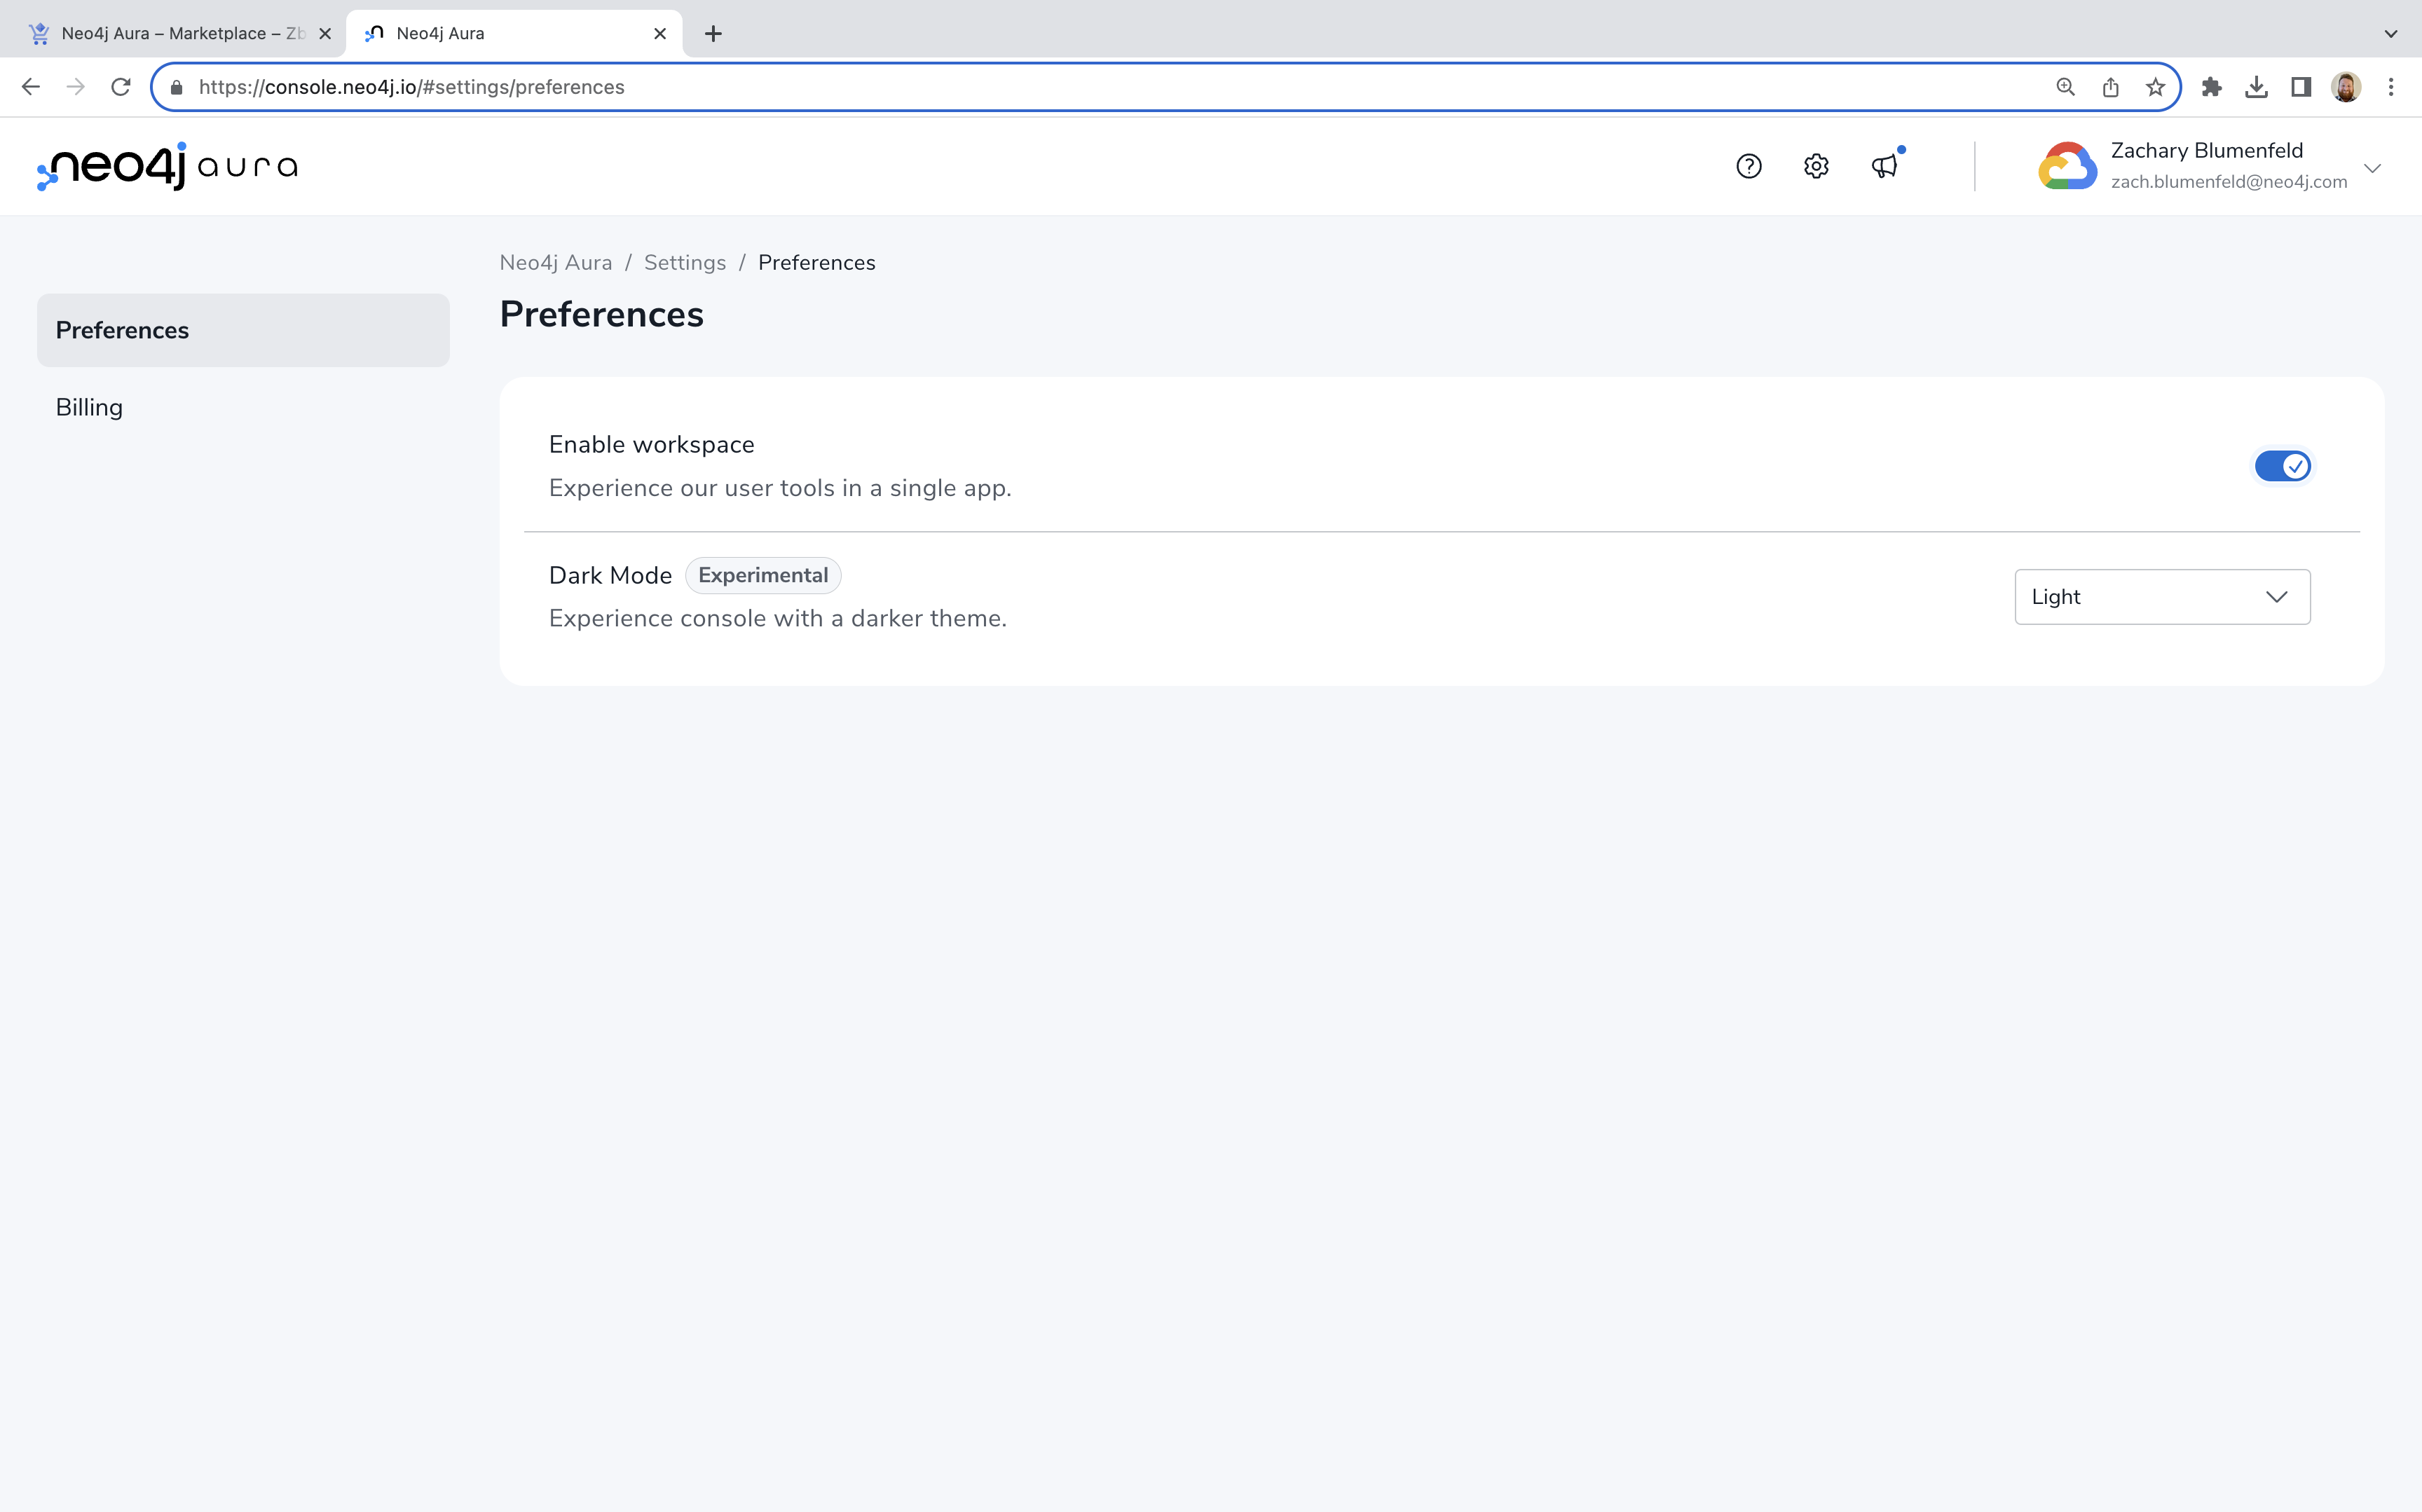 Neo4j Aura – Marketplace – Zb
Neo4j Aura
https://console.neo4j.io/#settings/preferences
neo4j aura
Zachary Blumenfeld
zach.blumenfeld@neo4j.com
Neo4j Aura / Settings / Preferences
Preferences
Preferences
Billing
Enable workspace
Experience our user tools in a single app.
Dark Mode Experimental
Experience console with a darker theme.
Light